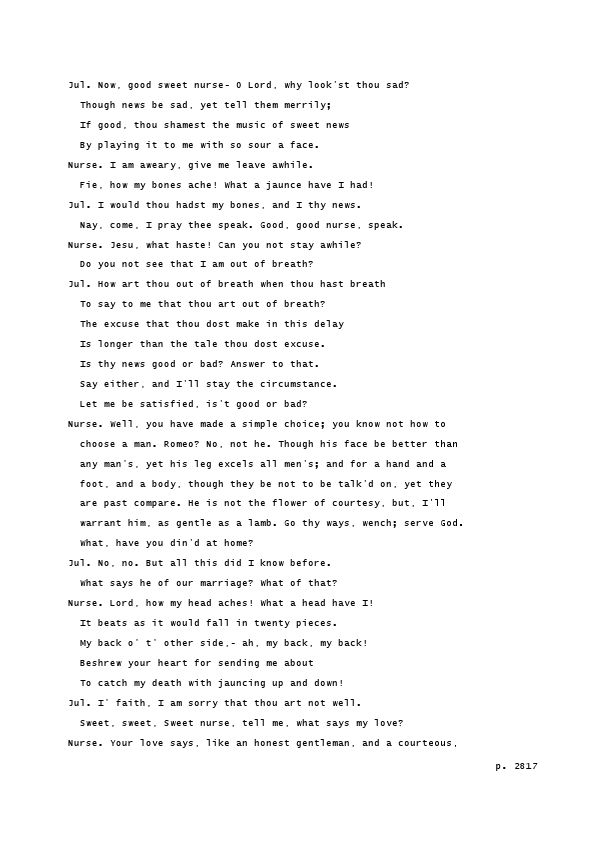 Jul. Now, good sweet nurse- O Lord, why look'st thou sad?
Though news be sad, yet tell them merrily;
If good, thou shamest the music of sweet news
By playing it to me with so sour a face.
Nurse. I am aweary, give me leave awhile.
Fie, how my bones ache! What a jaunce have I had!
Jul. I would thou hadst my bones, and I thy news.
Nay, come, I pray thee speak. Good, good nurse, speak.
Nurse. Jesu, what haste! Can you not stay awhile?
Do you not see that I am out of breath?
Jul. How art thou out of breath when thou hast breath
To say to me that thou art out of breath?
The excuse that thou dost make in this delay
Is longer than the tale thou dost excuse.
Is thy news good or bad? Answer to that.
Say either, and I'll stay the circumstance.
Let me be satisfied, is't good or bad?
Nurse. Well, you have made a simple choice; you know not how to
choose a man. Romeo? No, not he. Though his face be better than
any man's, yet his leg excels all men's; and for a hand and a
foot, and a body, though they be not to be talk'd on, yet they
are past compare. He is not the flower of courtesy, but, I'll
warrant him, as gentle as a lamb. Go thy ways, wench; serve God.
What, have you din'd at home?
Jul. No, no. But all this did I know before.
What says he of our marriage? What of that?
Nurse. Lord, how my head aches! What a head have I!
It beats as it would fall in twenty pieces.
My back o' t' other side,- ah, my back, my back!
Beshrew your heart for sending me about
To catch my death with jauncing up and down!
Jul. I' faith, I am sorry that thou art not well.
Sweet, sweet, Sweet nurse, tell me, what says my love?
Nurse. Your love says, like an honest gentleman, and a courteous,
p. 2817